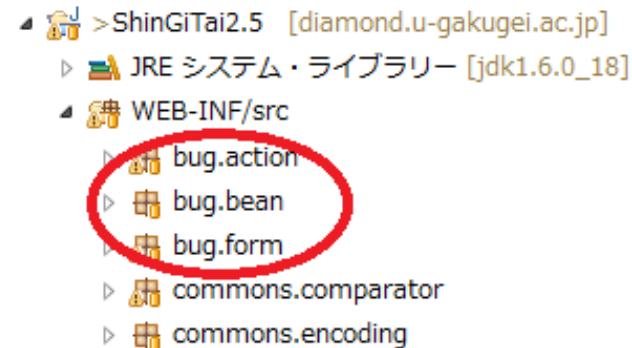 >ShinGiTai2.5 [diamond.u-gakugei.ac.jp]
JRE システム・ライブラリー [jdk1.6.0_18]
WEB-INF/src
bug.action
bug.bean
bug.form
commons.comparator
commons.encoding